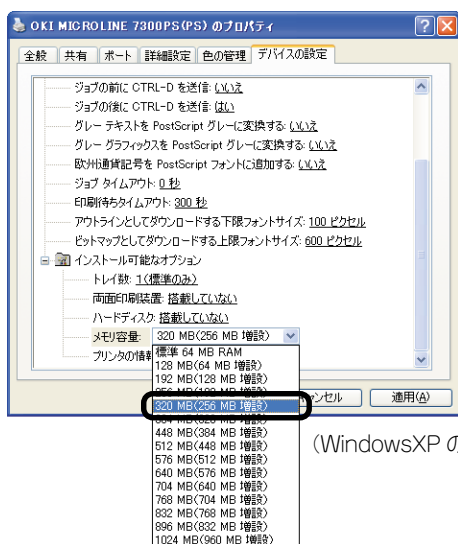 OKI MICROLINE 7300PS(PS) のプロパティ
全般 共有 ポート 詳細設定 色の管理 デバイスの設定
ジョブの前に CTRL-D を送信: いいえ
ジョブの後に CTRL-D を送信: はい
グレー テキストを PostScript グレーに変換する: いいえ
グレー グラフィックスを PostScript グレーに変換する: いいえ
欧州通貨記号を PostScript フォントに追加する: いいえ
ジョブ タイムアウト: 0 秒
印刷待ちタイムアウト: 300 秒
アウトラインとしてダウンロードする下限フォントサイズ: 100 ピクセル
ビットマップとしてダウンロードする上限フォントサイズ: 600 ピクセル
インストール可能なオプション
トレイ数: 1(標準のみ)
両面印刷装置: 搭載していない
ハードディスク: 搭載していない
メモリ容量: 320 MB(256 MB 増設)
プリンタの情
標準 64 MB RAM
128 MB(64 MB 増設)
192 MB(128 MB 増設)
320 MB(256 MB 増設)
448 MB(384 MB 増設)
512 MB(448 MB 増設)
576 MB(512 MB 増設)
640 MB(576 MB 増設)
704 MB(640 MB 増設)
768 MB(704 MB 増設)
832 MB(768 MB 増設)
896 MB(832 MB 増設)
1024 MB(960 MB 増設)
ャンセル 適用(A)
(WindowsXP の